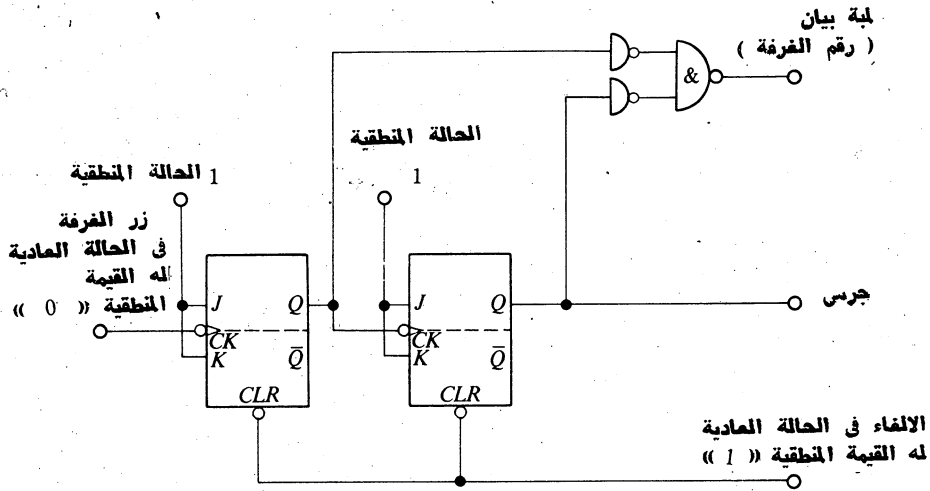 لمبة بيان
( رقم الغرفة )
&
الحالة المنطقية
1
الحالة المنطقية 1
زر الغرفة
فى الحالة العادية
له القيمة
المنطقية « 0 »
J
Q
CK
K
Q̅
CLR
J
Q
CK
K
Q̅
CLR
جرس
الالغاء فى الحالة العادية
له القيمة المنطقية « 1 »